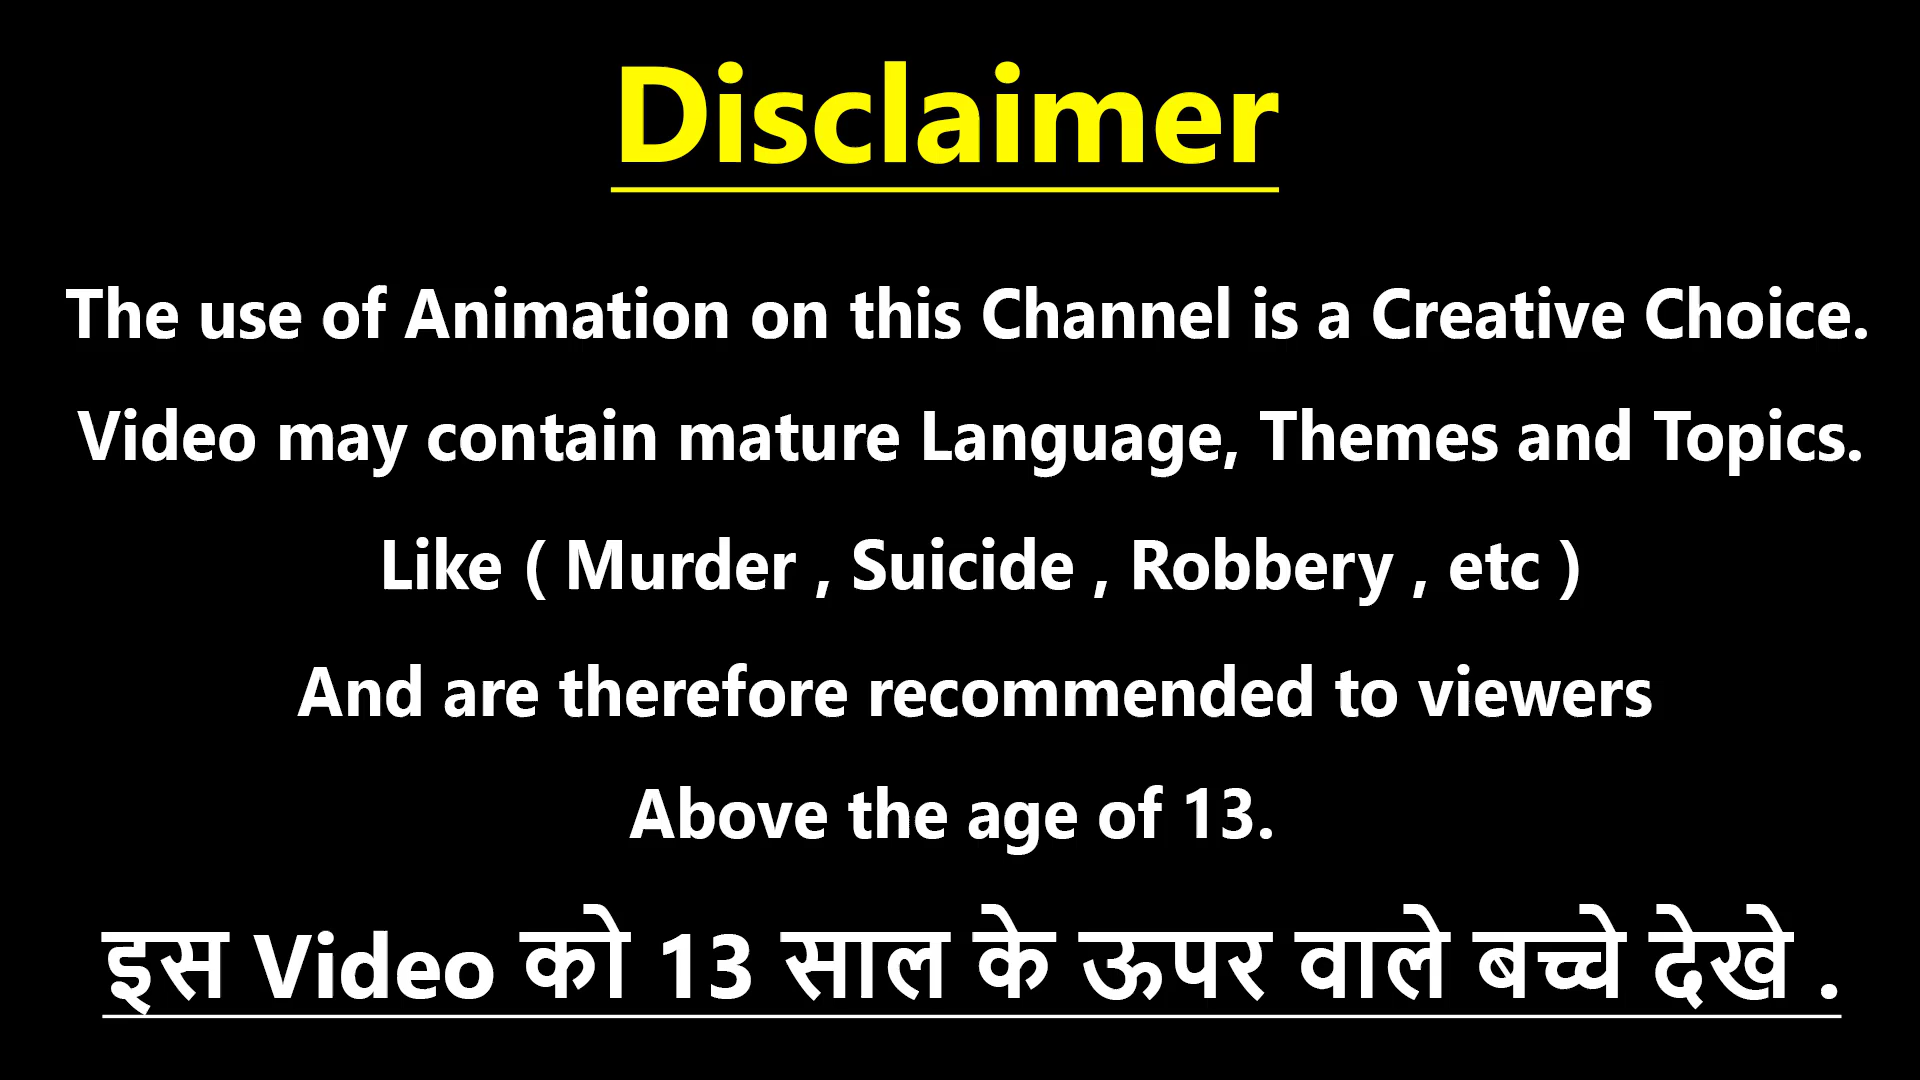 Disclaimer
The use of Animation on this Channel is a Creative Choice.
Video may contain mature Language, Themes and Topics.
Like ( Murder , Suicide , Robbery , etc )
And are therefore recommended to viewers
Above the age of 13.
इस Video को 13 साल के ऊपर वाले बच्चे देखे .